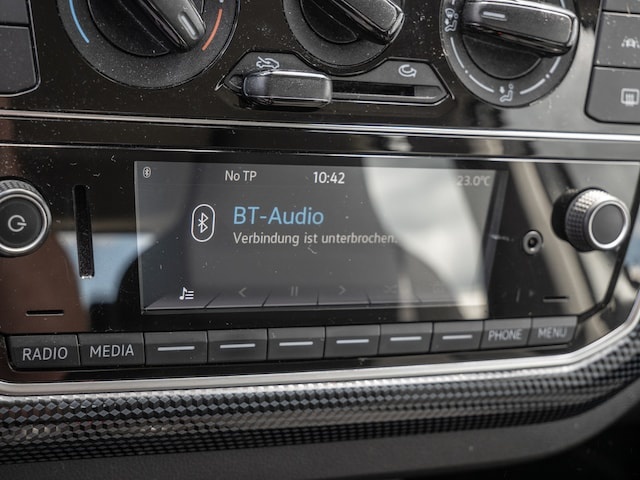 No TP 10:42 23.0°C
BT-Audio
Verbindung ist unterbrochen.
RADIO MEDIA PHONE MENU